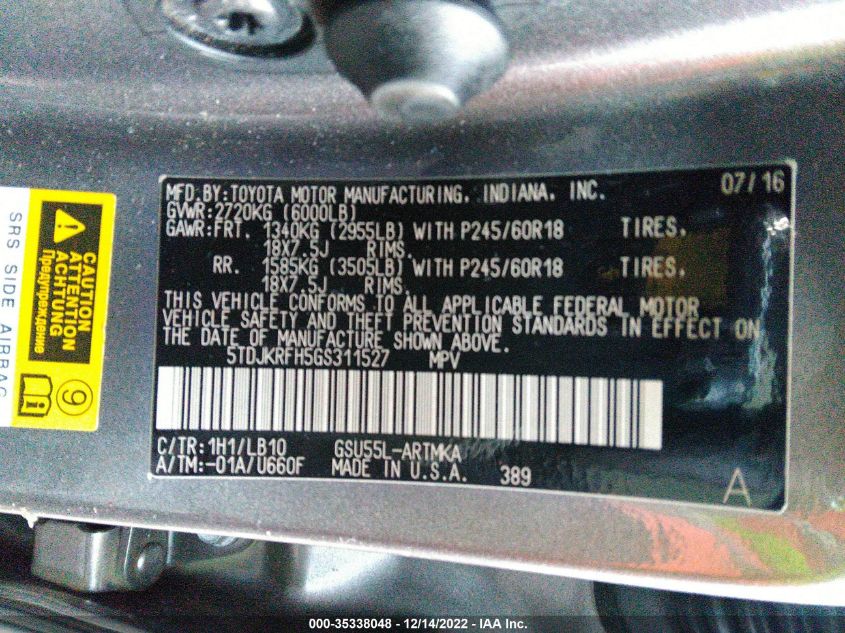 MFD.BY:TOYOTA MOTOR MANUFACTURING, INDIANA, INC. 07/16
GVWR:2720KG (6000LB)
GAWR:FRT. 1340KG (2955LB) WITH P245/60R18 TIRES.
18X7.5J RIMS.
RR. 1585KG (3505LB) WITH P245/60R18 TIRES.
18X7.5J RIMS.
THIS VEHICLE CONFORMS TO ALL APPLICABLE FEDERAL MOTOR
VEHICLE SAFETY AND THEFT PREVENTION STANDARDS IN EFFECT ON
THE DATE OF MANUFACTURE SHOWN ABOVE.
5TDJKRFH5GS311527 MPV
C/TR:1H1/LB10 GSU55L-ARTMKA
A/TM:-01A/U660F MADE IN U.S.A. 389
A
CAUTION
ATTENTION
ACHTUNG
Предупреждение
SRS SIDE AIRBAG
9
i
000-35338048 - 12/14/2022 - IAA Inc.